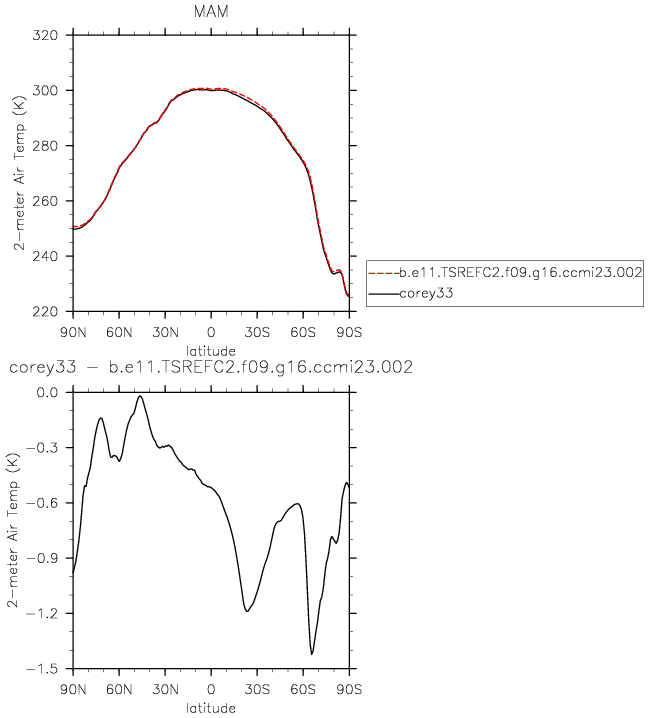 MAM
320
300
280
260
240
220
2-meter Air Temp (K)
90N 60N 30N 0 30S 60S 90S
latitude
b.e11.TSREFC2.f09.g16.ccmi23.002
corey33
corey33 - b.e11.TSREFC2.f09.g16.ccmi23.002
0.0
-0.3
-0.6
-0.9
-1.2
-1.5
2-meter Air Temp (K)
90N 60N 30N 0 30S 60S 90S
latitude